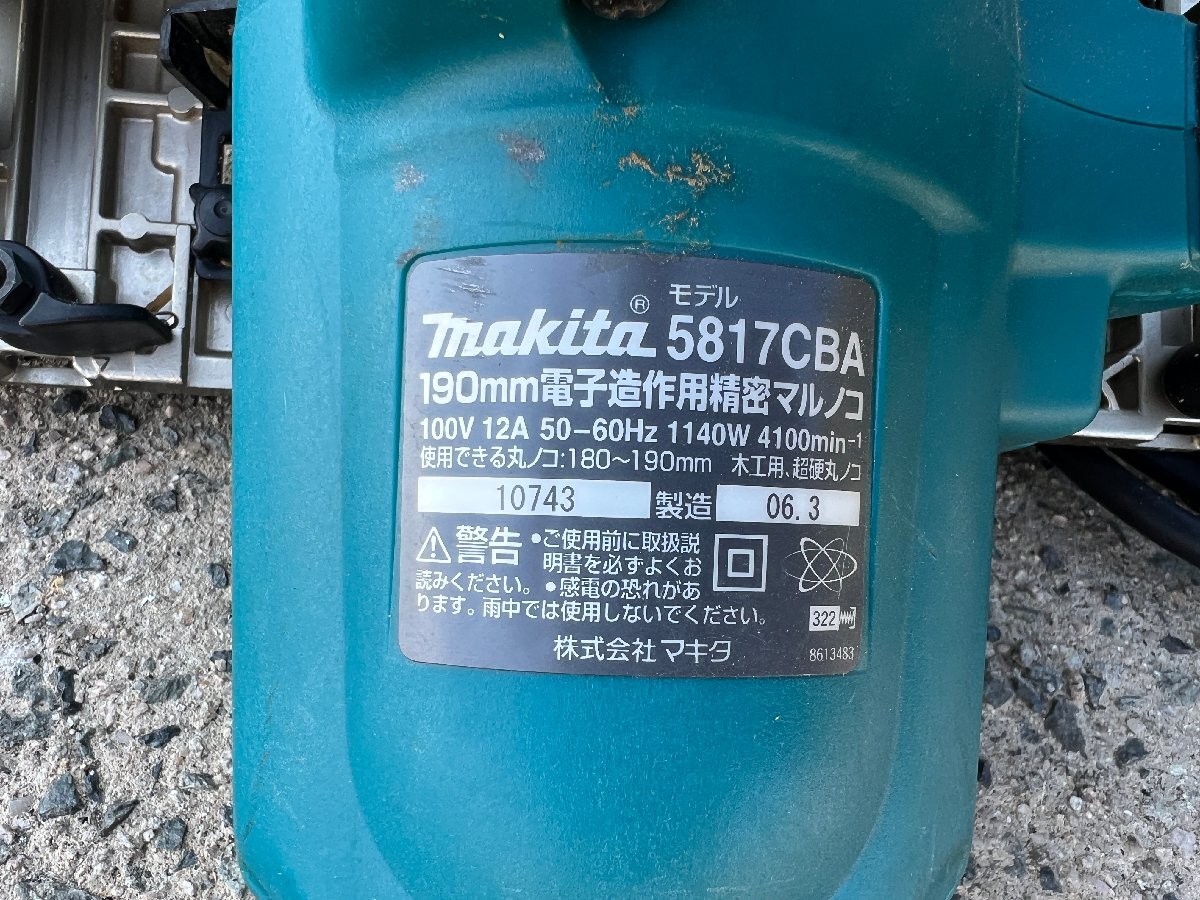 モデル
makita® 5817CBA
190mm電子造作用精密マルノコ
100V 12A 50-60Hz 1140W 4100min-1
使用できる丸ノコ:180～190mm 木工用、超硬丸ノコ
10743 製造 06.3
警告 •ご使用前に取扱説
明書を必ずよくお
読みください。•感電の恐れがあ
ります。雨中では使用しないでください。
322
株式会社マキタ
8613483